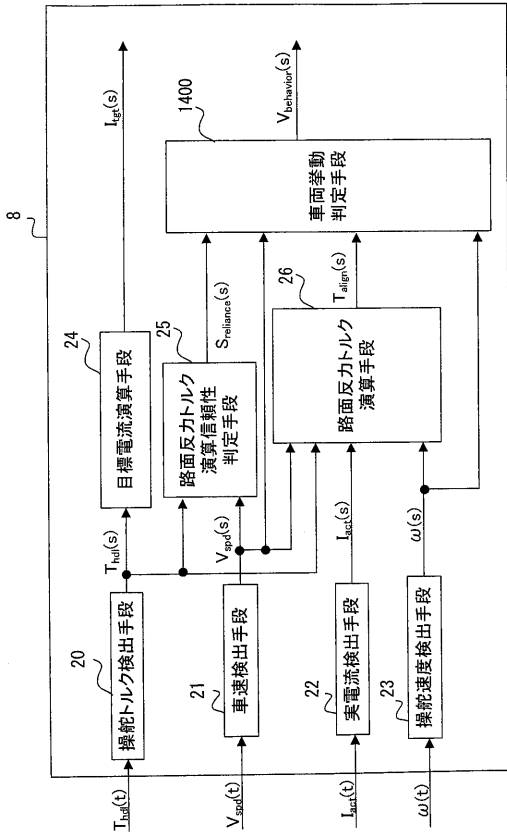 8
T_hdl(t)
20
操舵トルク検出手段
T_hdl(s)
24
目標電流演算手段
I_tgt(s)
V_spd(t)
21
車速検出手段
V_spd(s)
25
路面反力トルク
演算信頼性
判定手段
S_reliance(s)
1400
車両挙動
判定手段
V_behavior(s)
I_act(t)
22
実電流検出手段
I_act(s)
26
路面反力トルク
演算手段
T_align(s)
ω(t)
23
操舵速度検出手段
ω(s)